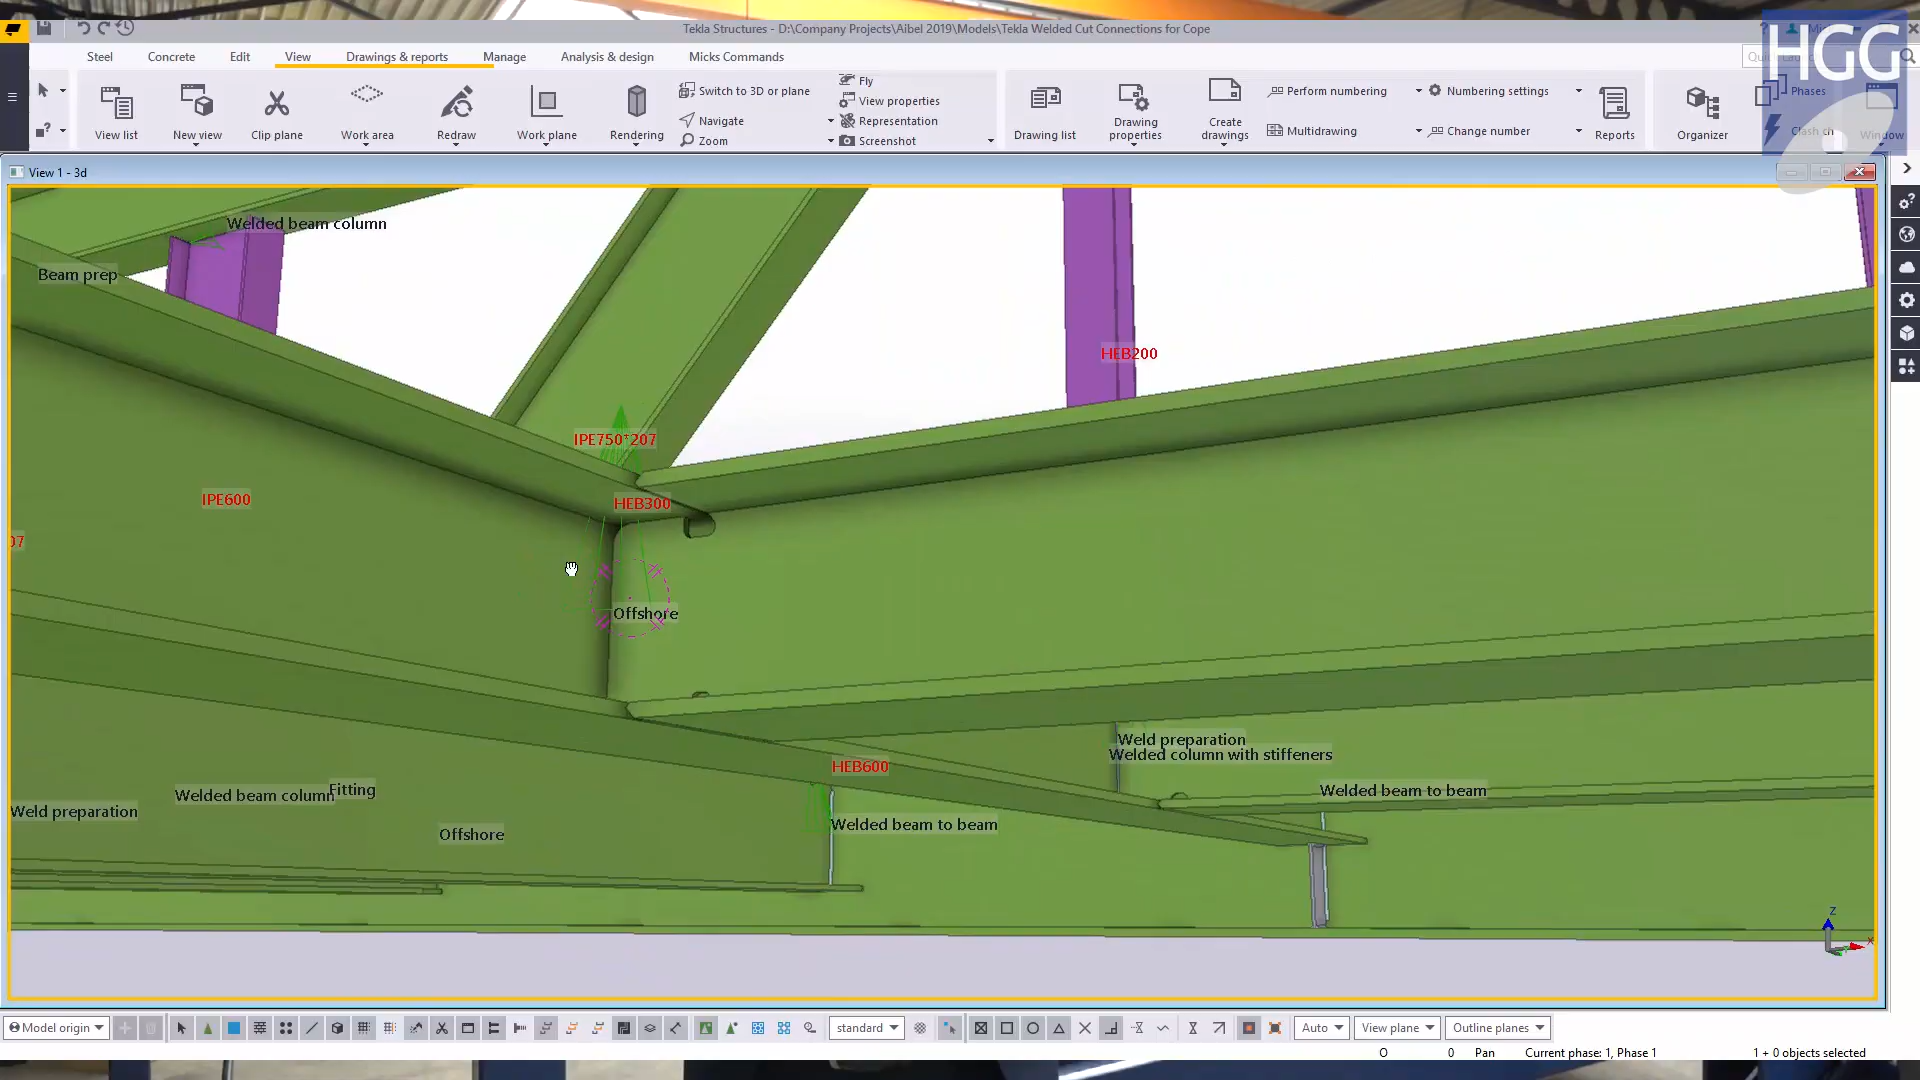 Tekla Structures - D:\Company Projects\Aibel 2019\Models\Tekla Welded Cut Connections for Cope
HGG
Steel
Concrete
Edit
View
Drawings & reports
Manage
Analysis & design
Micks Commands
View list
New view
Clip plane
Work area
Redraw
Work plane
Rendering
Switch to 3D or plane
Navigate
Zoom
Fly
View properties
Representation
Screenshot
Drawing list
Drawing properties
Create drawings
Perform numbering
Multidrawing
Numbering settings
Change number
Reports
Organizer
Phases
Clash ch
Window
View 1 - 3d
Welded beam column
Beam prep
HEB200
IPE750*207
IPE600
HEB300
07
Offshore
Weld preparation
Welded column with stiffeners
HEB600
Welded beam to beam
Fitting
Welded beam column
Weld preparation
Welded beam to beam
Offshore
Z
X
Model origin
standard
Auto
View plane
Outline planes
O
0
Pan
Current phase: 1, Phase 1
1 + 0 objects selected